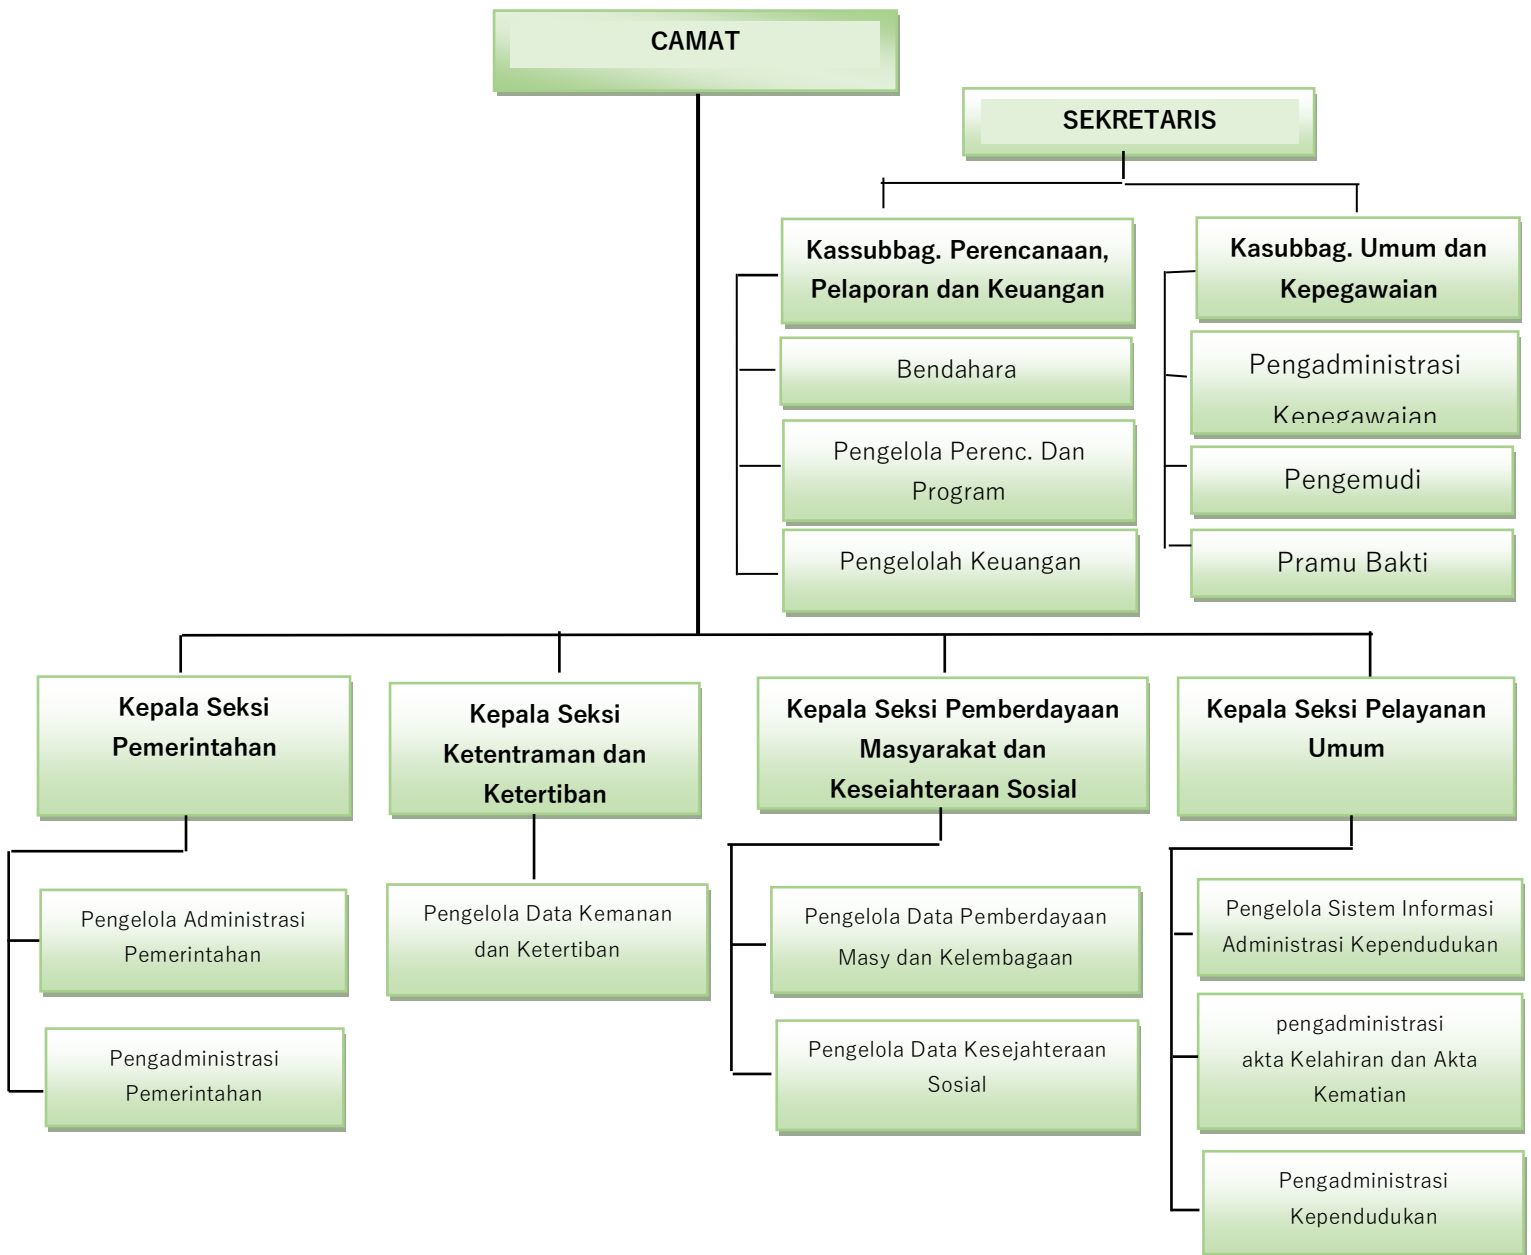 CAMAT
SEKRETARIS
Kassubbag. Perencanaan,
Pelaporan dan Keuangan
Kasubbag. Umum dan
Kepegawaian
Bendahara
Pengadministrasi
Kepegawaian
Pengelola Perenc. Dan
Program
Pengemudi
Pengelolah Keuangan
Pramu Bakti
Kepala Seksi
Pemerintahan
Kepala Seksi
Ketentraman dan
Ketertiban
Kepala Seksi Pemberdayaan
Masyarakat dan
Kesejahteraan Sosial
Kepala Seksi Pelayanan
Umum
Pengelola Administrasi
Pemerintahan
Pengadministrasi
Pemerintahan
Pengelola Data Kemanan
dan Ketertiban
Pengelola Data Pemberdayaan
Masy dan Kelembagaan
Pengelola Data Kesejahteraan
Sosial
Pengelola Sistem Informasi
Administrasi Kependudukan
pengadministrasi
akta Kelahiran dan Akta
Kematian
Pengadministrasi
Kependudukan